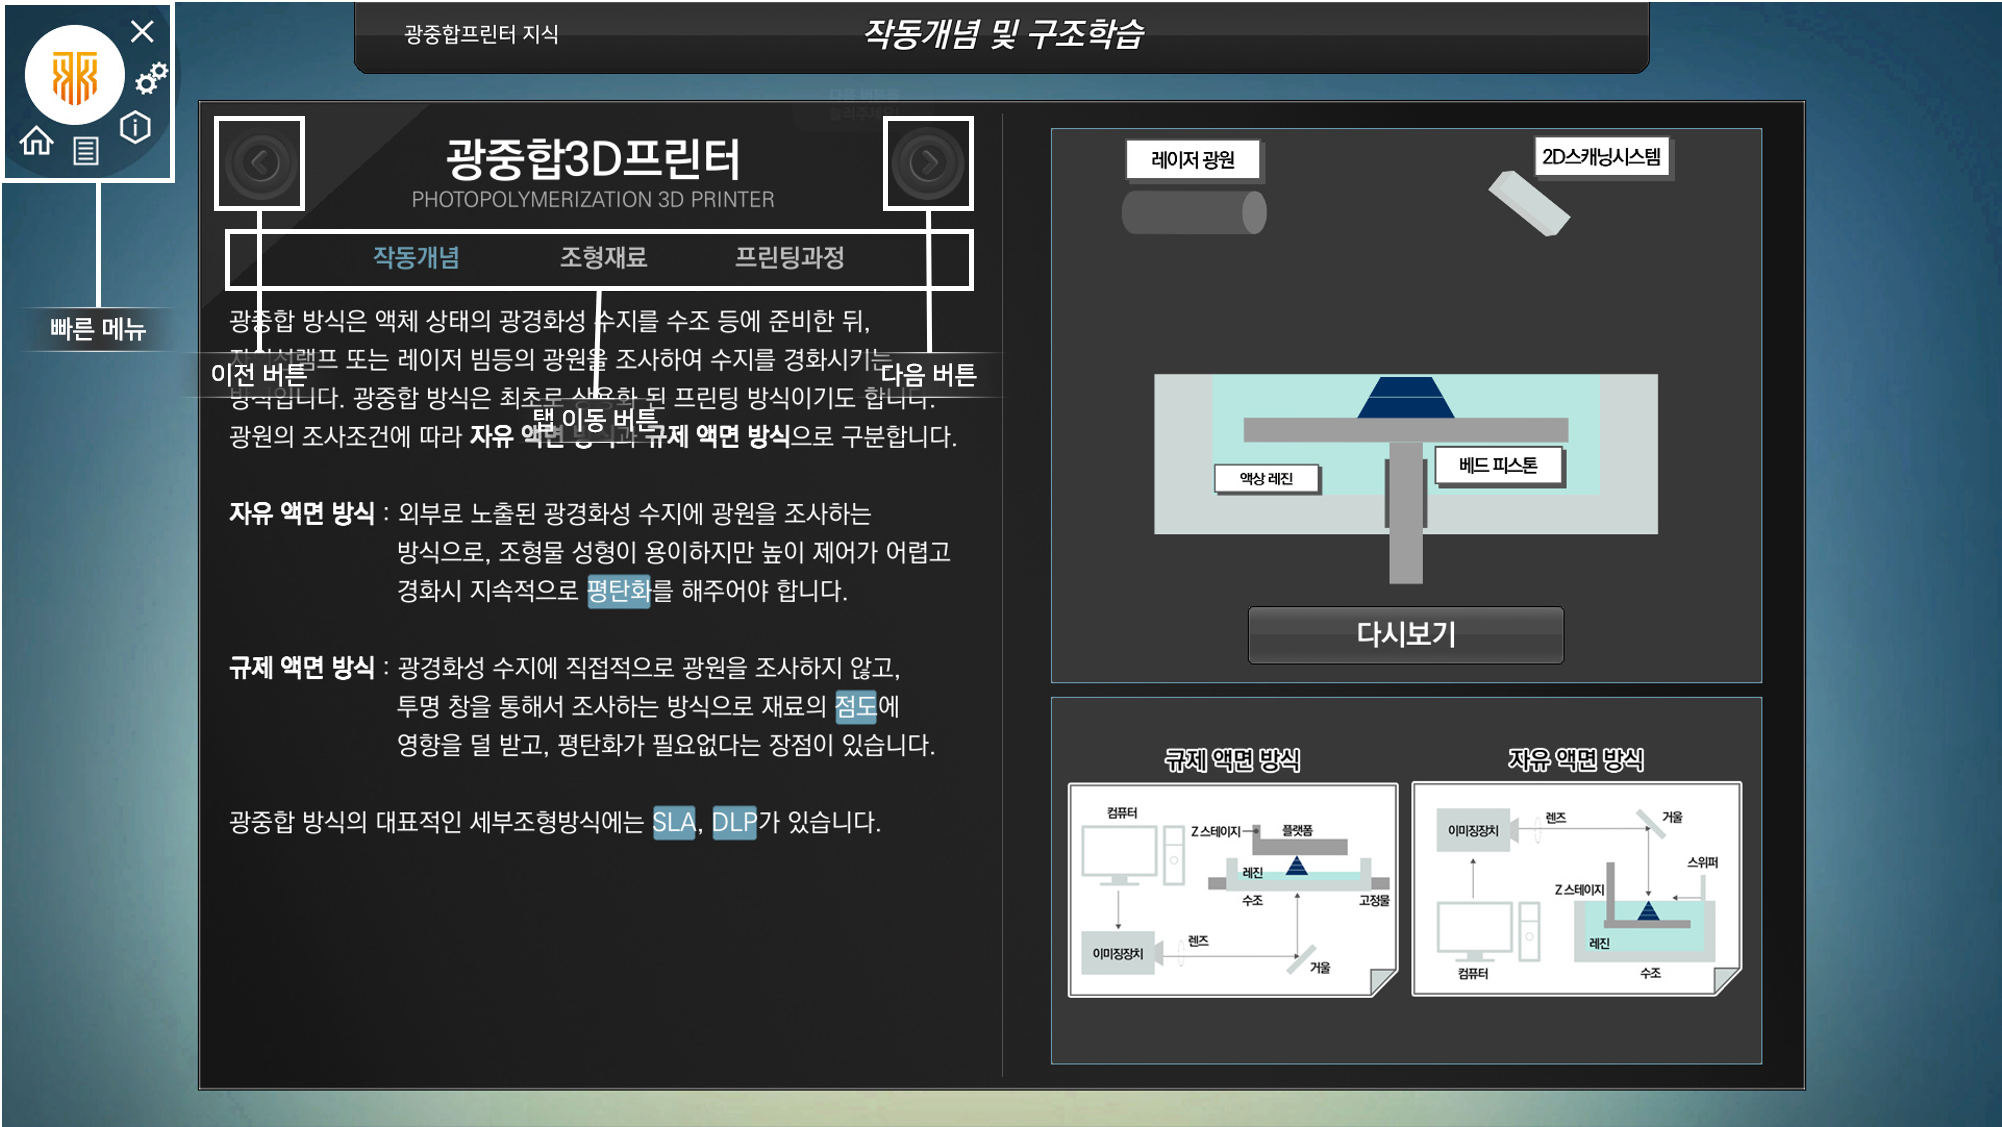 광중합프린터 지식
작동개념 및 구조학습
광중합3D프린터
PHOTOPOLYMERIZATION 3D PRINTER
작동개념
조형재료
프린팅과정
빠른 메뉴
이전 버튼
다음 버튼
탭 이동 버튼
광중합 방식은 액체 상태의 광경화성 수지를 수조 등에 준비한 뒤,
또는 레이저 빔등의 광원을 조사하여 수지를 경화시키는
방식입니다. 광중합 방식은 최초로 상용화 된 프린팅 방식이기도 합니다.
광원의 조사조건에 따라 자유 액면 방식과 규제 액면 방식으로 구분합니다.
자유 액면 방식 : 외부로 노출된 광경화성 수지에 광원을 조사하는
방식으로, 조형물 성형이 용이하지만 높이 제어가 어렵고
경화시 지속적으로 평탄화를 해주어야 합니다.
규제 액면 방식 : 광경화성 수지에 직접적으로 광원을 조사하지 않고,
투명 창을 통해서 조사하는 방식으로 재료의 점도에
영향을 덜 받고, 평탄화가 필요없다는 장점이 있습니다.
광중합 방식의 대표적인 세부조형방식에는 SLA, DLP가 있습니다.
레이저 광원
2D스캐닝시스템
액상 레진
베드 피스톤
다시보기
규제 액면 방식
컴퓨터
Z 스테이지
플랫폼
레진
수조
고정물
이미징장치
렌즈
거울
자유 액면 방식
이미징장치
렌즈
거울
스위퍼
Z 스테이지
레진
컴퓨터
수조